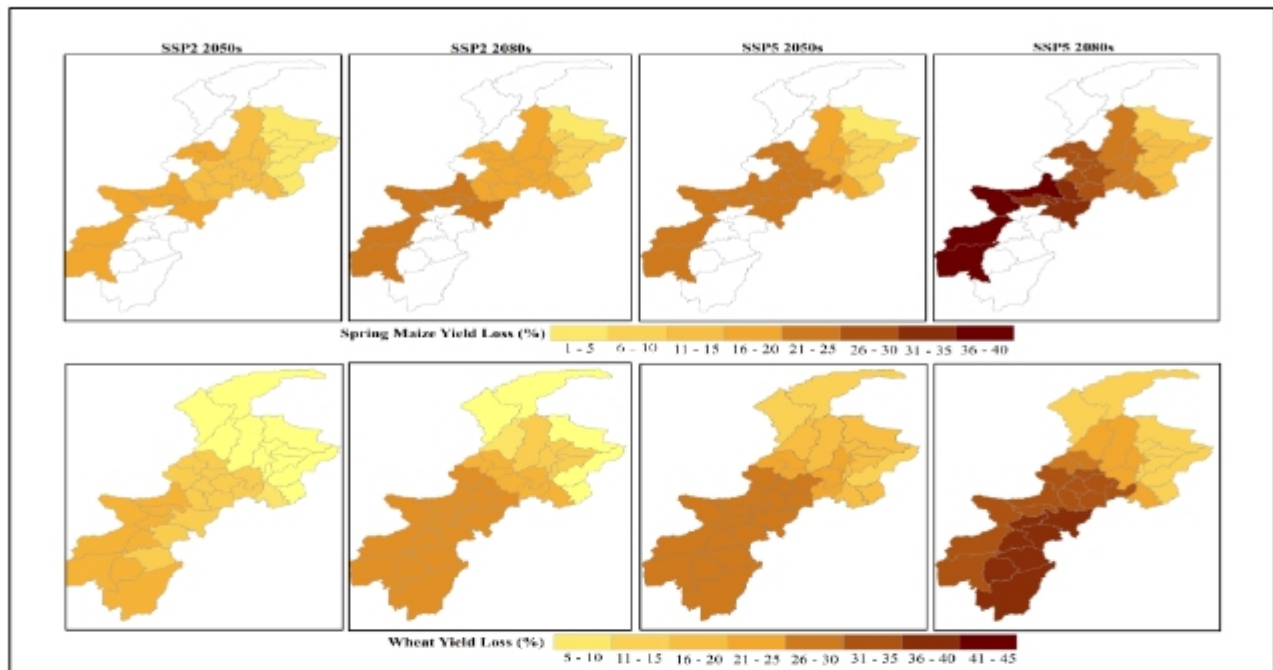 SSP2 2050s SSP2 2080s SSP5 2050s SSP5 2080s
Spring Maize Yield Loss (%)
1 - 5 6 - 10 11 - 15 16 - 20 21 - 25 26 - 30 31 - 35 36 - 40
Wheat Yield Loss (%)
5 - 10 11 - 15 16 - 20 21 - 25 26 - 30 31 - 35 36 - 40 41 - 45